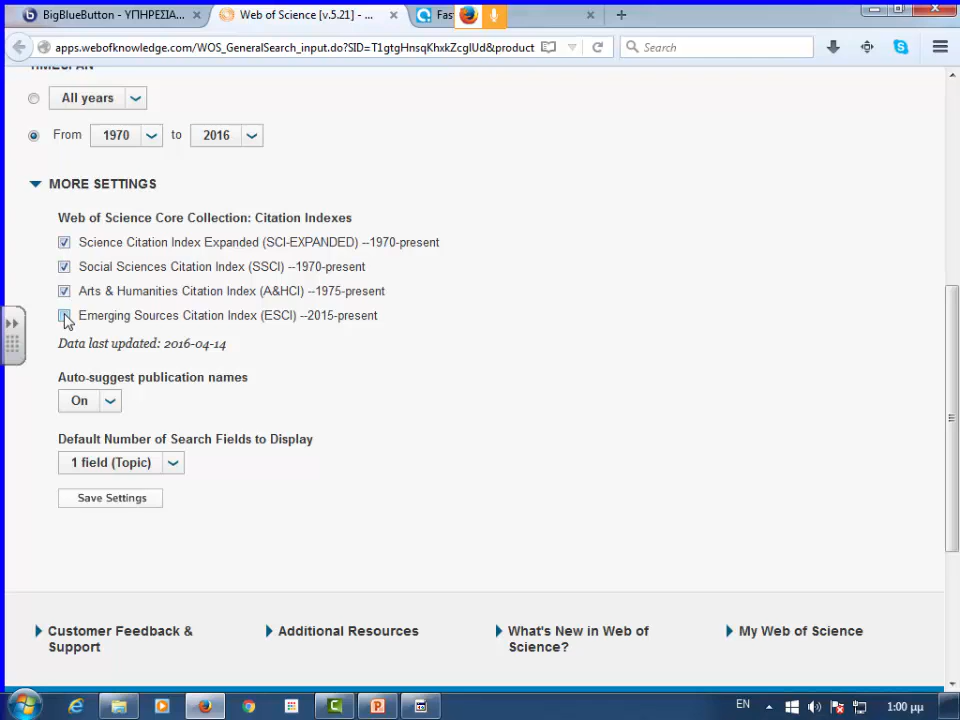 BigBlueButton - ΥΠΗΡΕΣΙΑ... × Web of Science [v.5.21] - ... × Fas ×
apps.webofknowledge.com/WOS_GeneralSearch_input.do?SID=T1gtgHnsqKhxkZcglUd&product
Search
TIMESPAN
All years
From 1970 to 2016
MORE SETTINGS
Web of Science Core Collection: Citation Indexes
Science Citation Index Expanded (SCI-EXPANDED) --1970-present
Social Sciences Citation Index (SSCI) --1970-present
Arts & Humanities Citation Index (A&HCI) --1975-present
Emerging Sources Citation Index (ESCI) --2015-present
Data last updated: 2016-04-14
Auto-suggest publication names
On
Default Number of Search Fields to Display
1 field (Topic)
Save Settings
Customer Feedback & Support
Additional Resources
What's New in Web of Science?
My Web of Science
EN
1:00 μμ